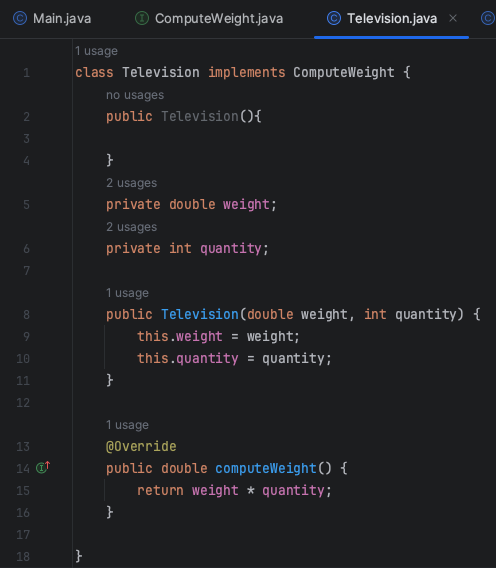 Main.java ComputeWeight.java Television.java
1 usage
1 class Television implements ComputeWeight {
no usages
2 public Television(){
3
4 }
2 usages
5 private double weight;
2 usages
6 private int quantity;
7
1 usage
8 public Television(double weight, int quantity) {
9 this.weight = weight;
10 this.quantity = quantity;
11 }
12
1 usage
13 @Override
14 public double computeWeight() {
15 return weight * quantity;
16 }
17
18 }